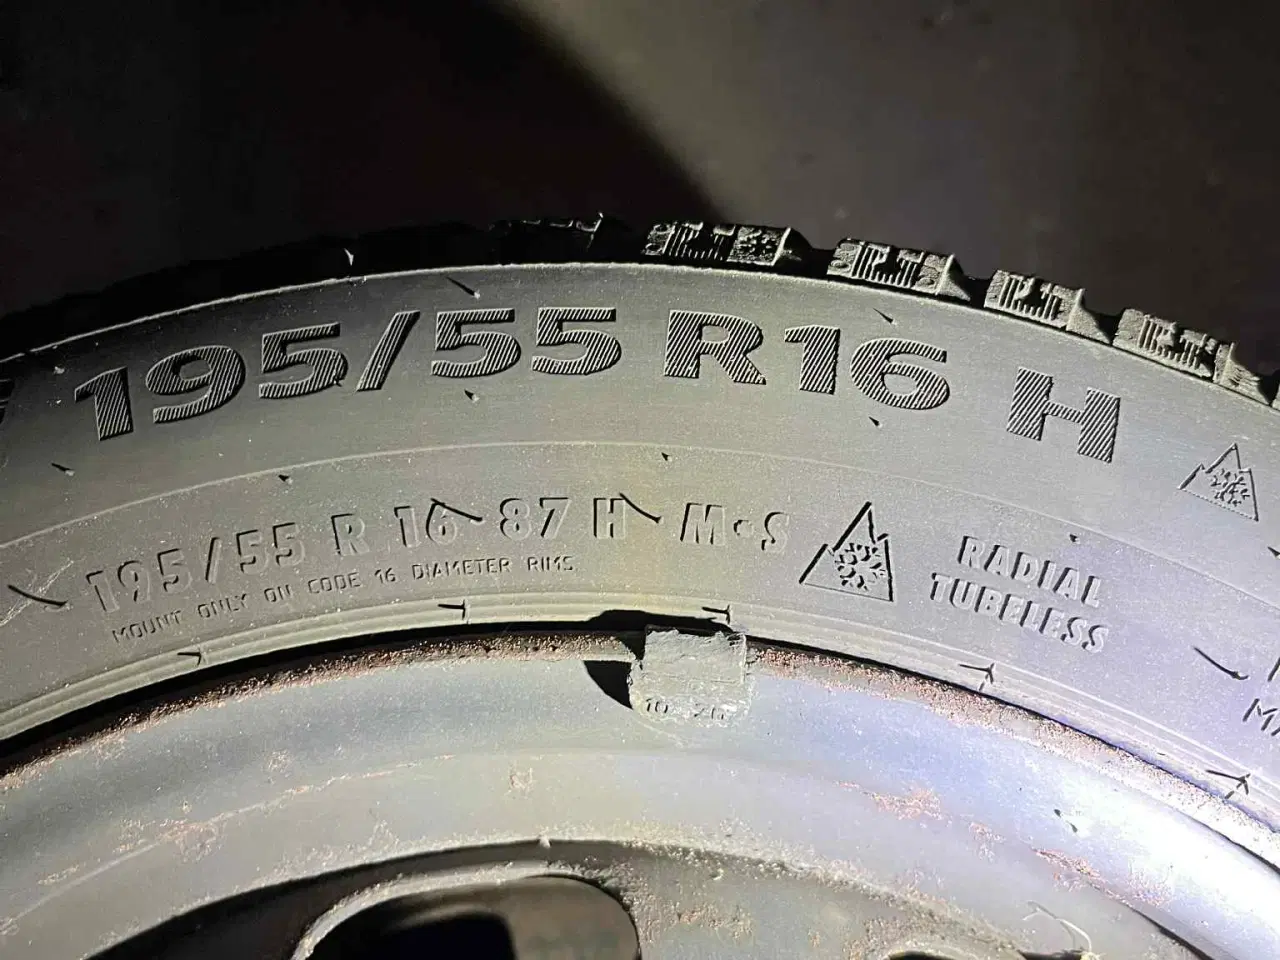 195/55 R16 H
195/55 R 16 87 H M+S
MOUNT ONLY ON CODE 16 DIAMETER RIMS
RADIAL
TUBELESS